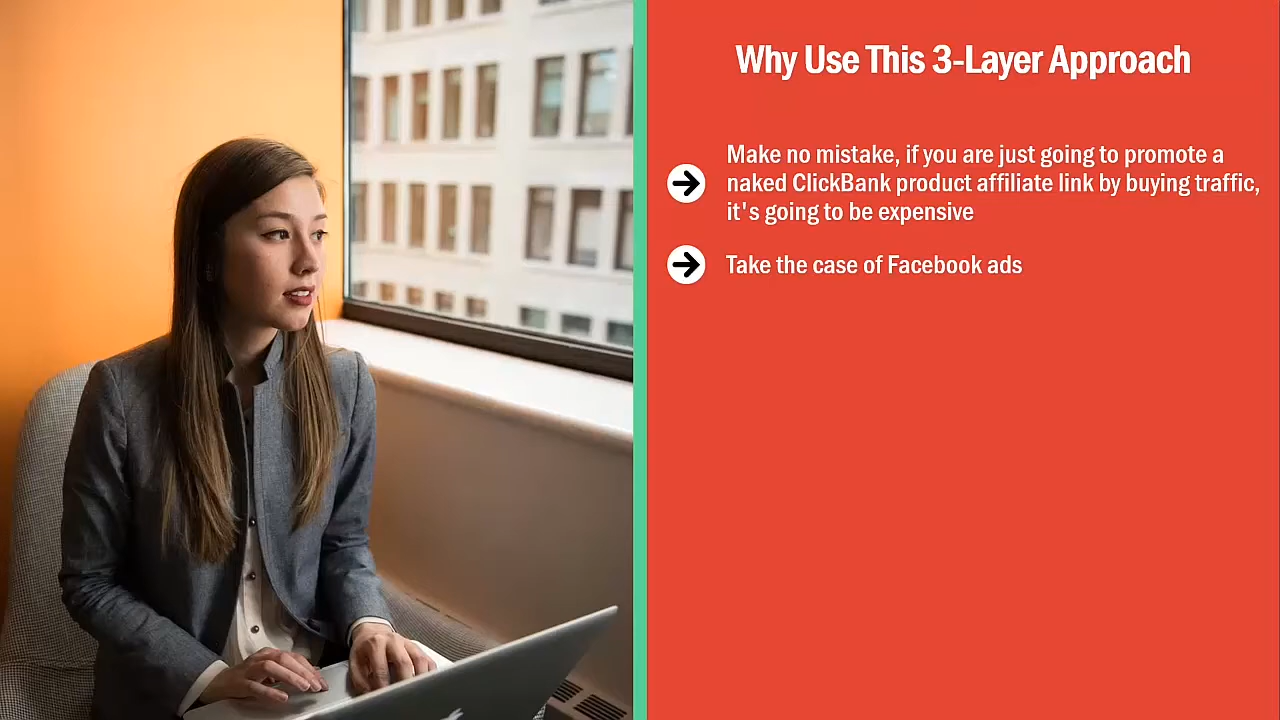 Why Use This 3-Layer Approach
Make no mistake, if you are just going to promote a
naked ClickBank product affiliate link by buying traffic,
it's going to be expensive
Take the case of Facebook ads